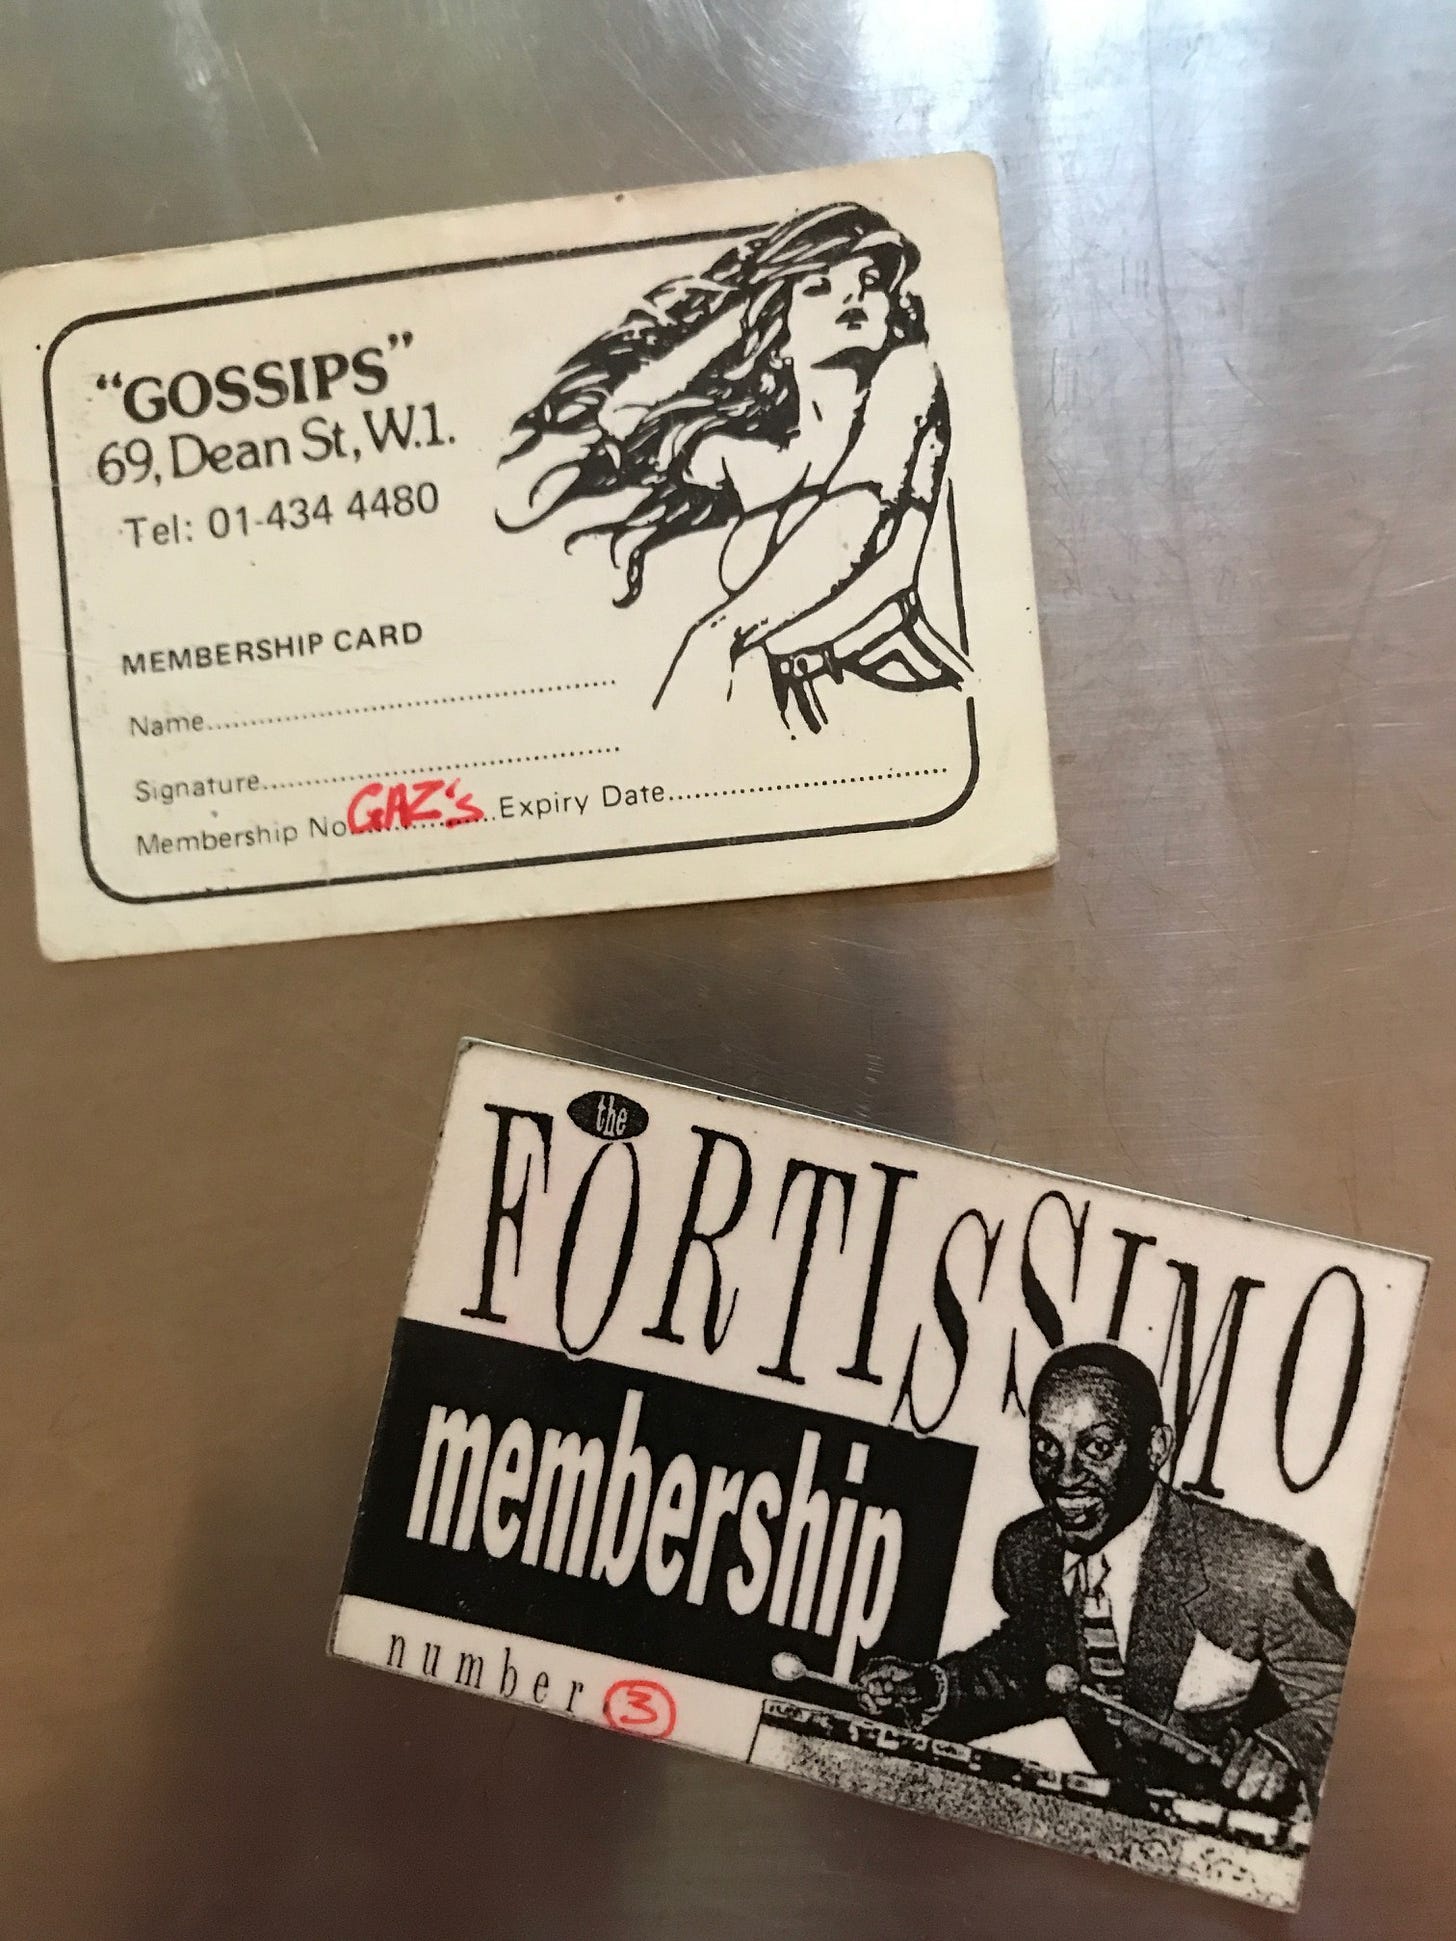 “GOSSIPS”
69, Dean St, W.1.
Tel: 01-434 4480
MEMBERSHIP CARD
Name
Signature
Membership No. GAZ's Expiry Date
the
FORTISSIMO
membership
number 3